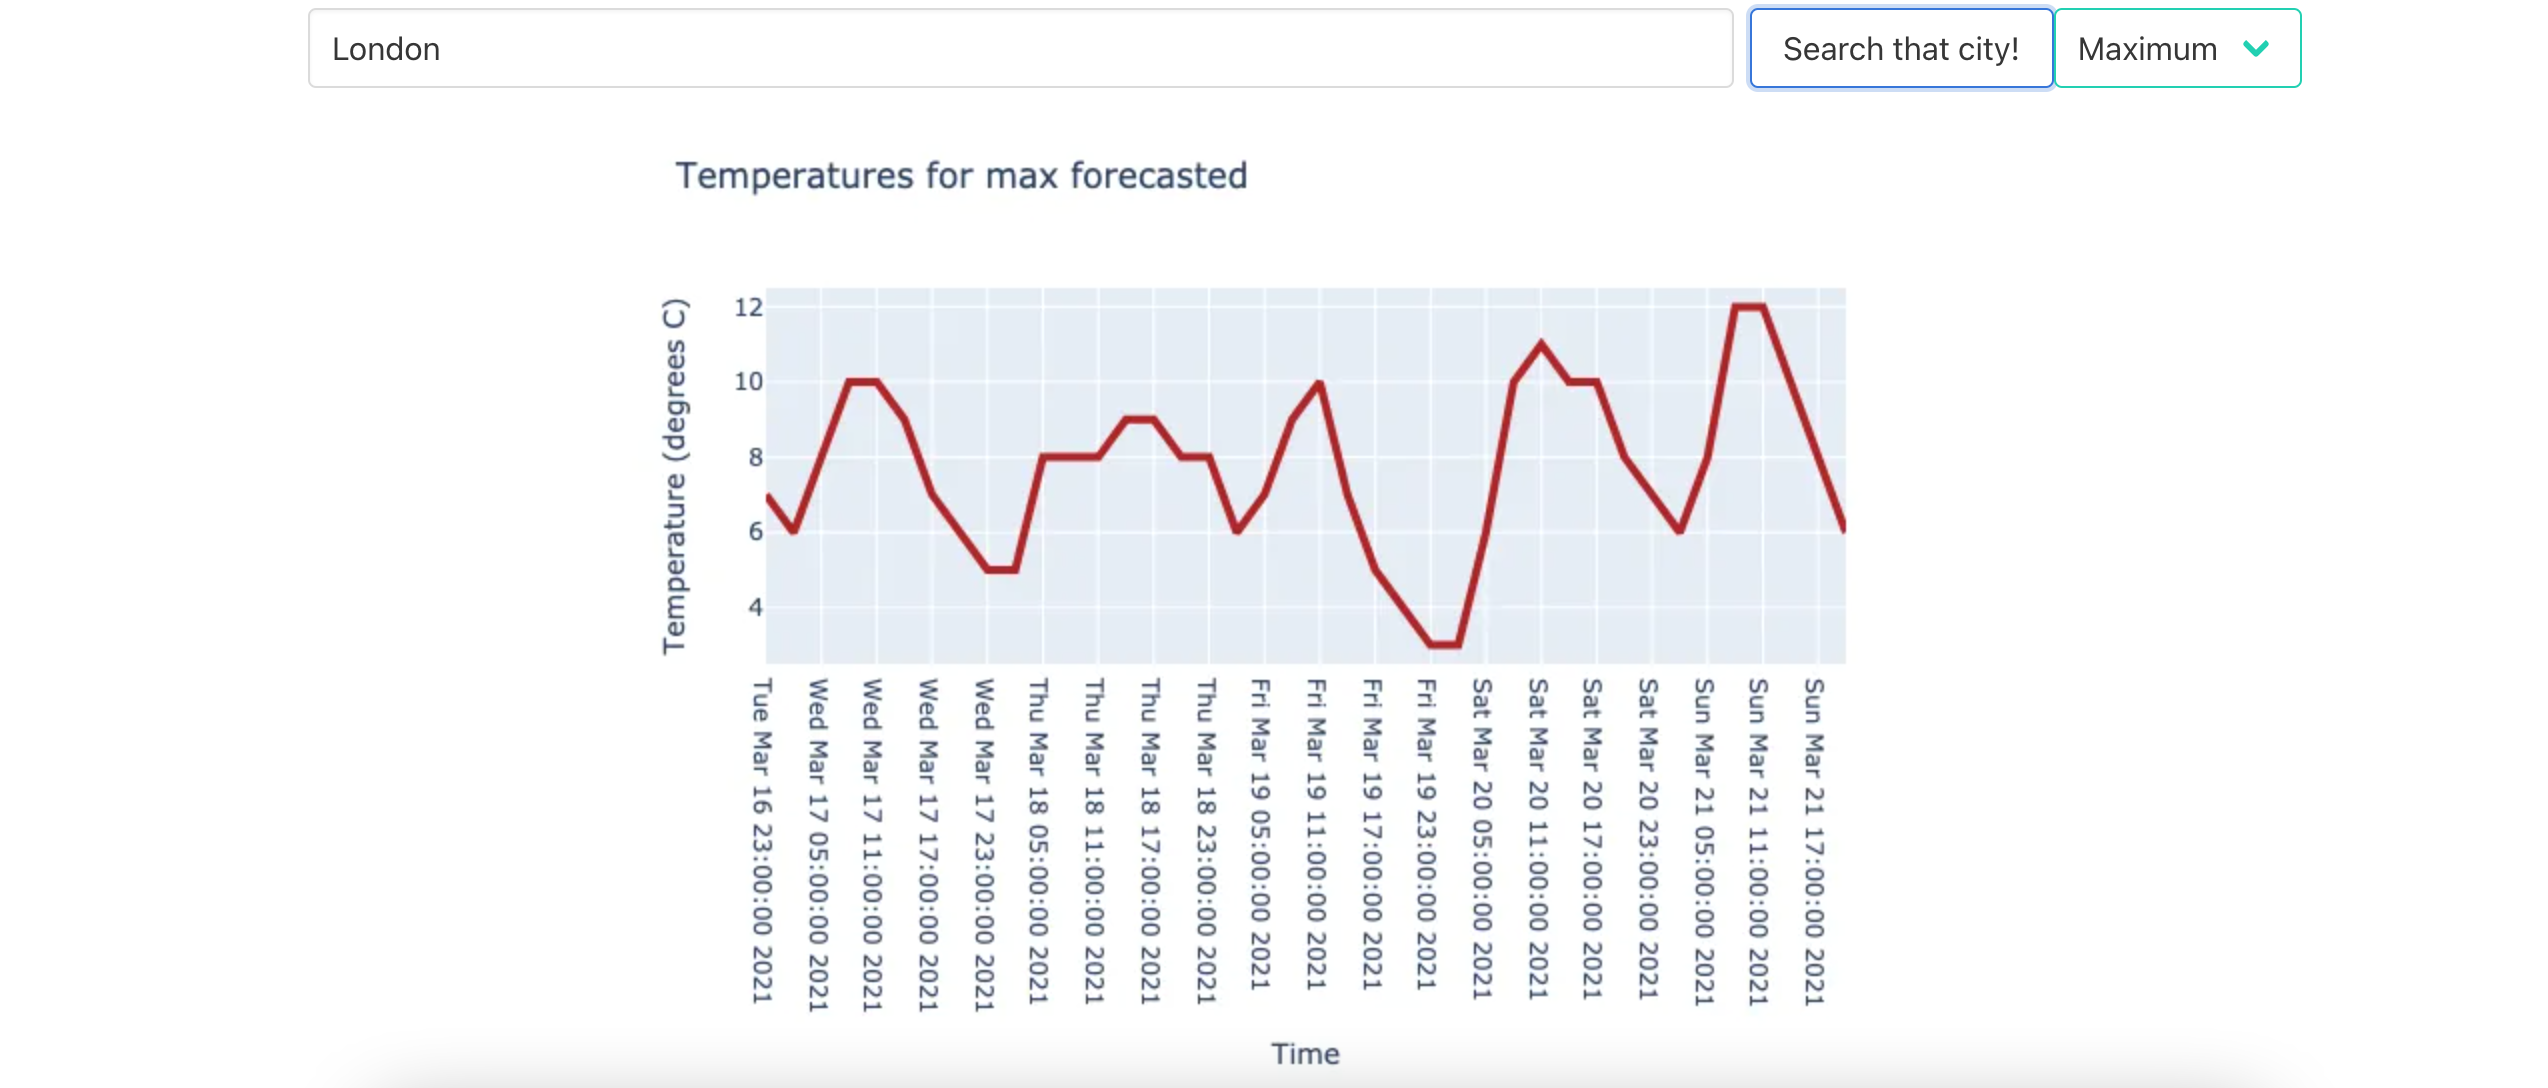 London
Search that city!
Maximum
Temperatures for max forecasted
Temperature (degrees C)
12
10
8
6
4
Tue Mar 16 23:00:00 2021
Wed Mar 17 05:00:00 2021
Wed Mar 17 11:00:00 2021
Wed Mar 17 17:00:00 2021
Wed Mar 17 23:00:00 2021
Thu Mar 18 05:00:00 2021
Thu Mar 18 11:00:00 2021
Thu Mar 18 17:00:00 2021
Thu Mar 18 23:00:00 2021
Fri Mar 19 05:00:00 2021
Fri Mar 19 11:00:00 2021
Fri Mar 19 17:00:00 2021
Fri Mar 19 23:00:00 2021
Sat Mar 20 05:00:00 2021
Sat Mar 20 11:00:00 2021
Sat Mar 20 17:00:00 2021
Sat Mar 20 23:00:00 2021
Sun Mar 21 05:00:00 2021
Sun Mar 21 11:00:00 2021
Sun Mar 21 17:00:00 2021
Time